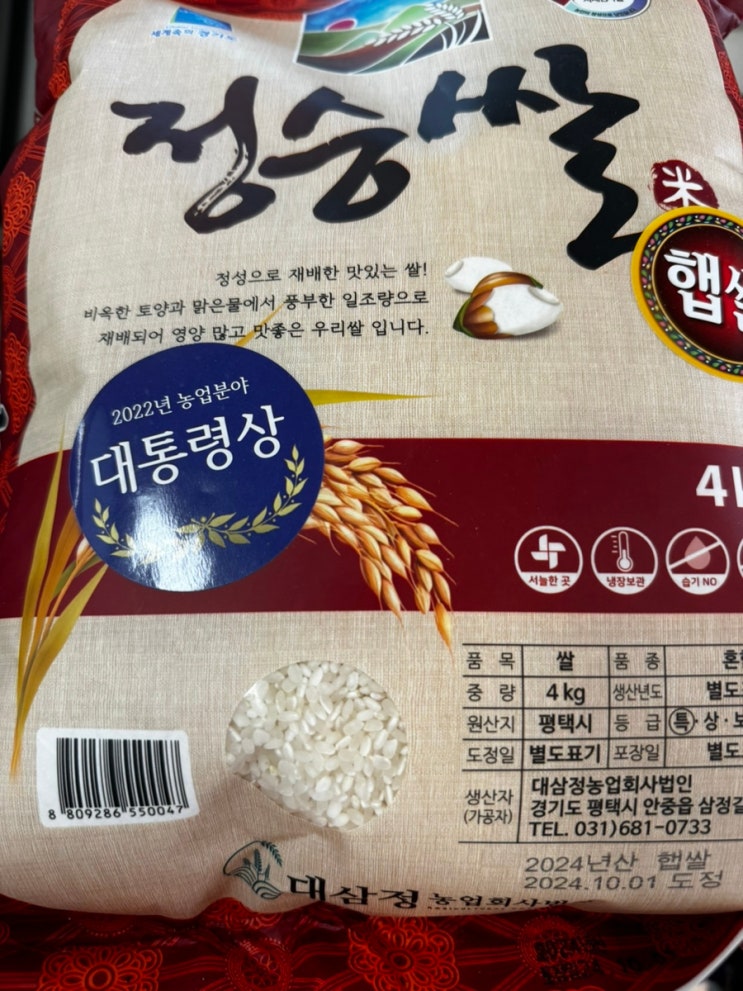 세계속의 경기도
정승쌀
米
햅쌀
정성으로 재배한 맛있는 쌀!
비옥한 토양과 맑은물에서 풍부한 일조량으로
재배되어 영양 많고 맛좋은 우리쌀 입니다.
2022년 농업분야
대통령상
4k
서늘한 곳 냉장보관 습기 NO
품 목 쌀 품 종 혼
중 량 4kg 생산년도 별도
원산지 평택시 등 급 특·상·보
도정일 별도표기 포장일 별도
생산자 (가공자) 대삼정농업회사법인
경기도 평택시 안중읍 삼정길
TEL. 031)681-0733
8 809286 550047
2024년산 햅쌀
2024.10.01 도정
대삼정 농업회사법